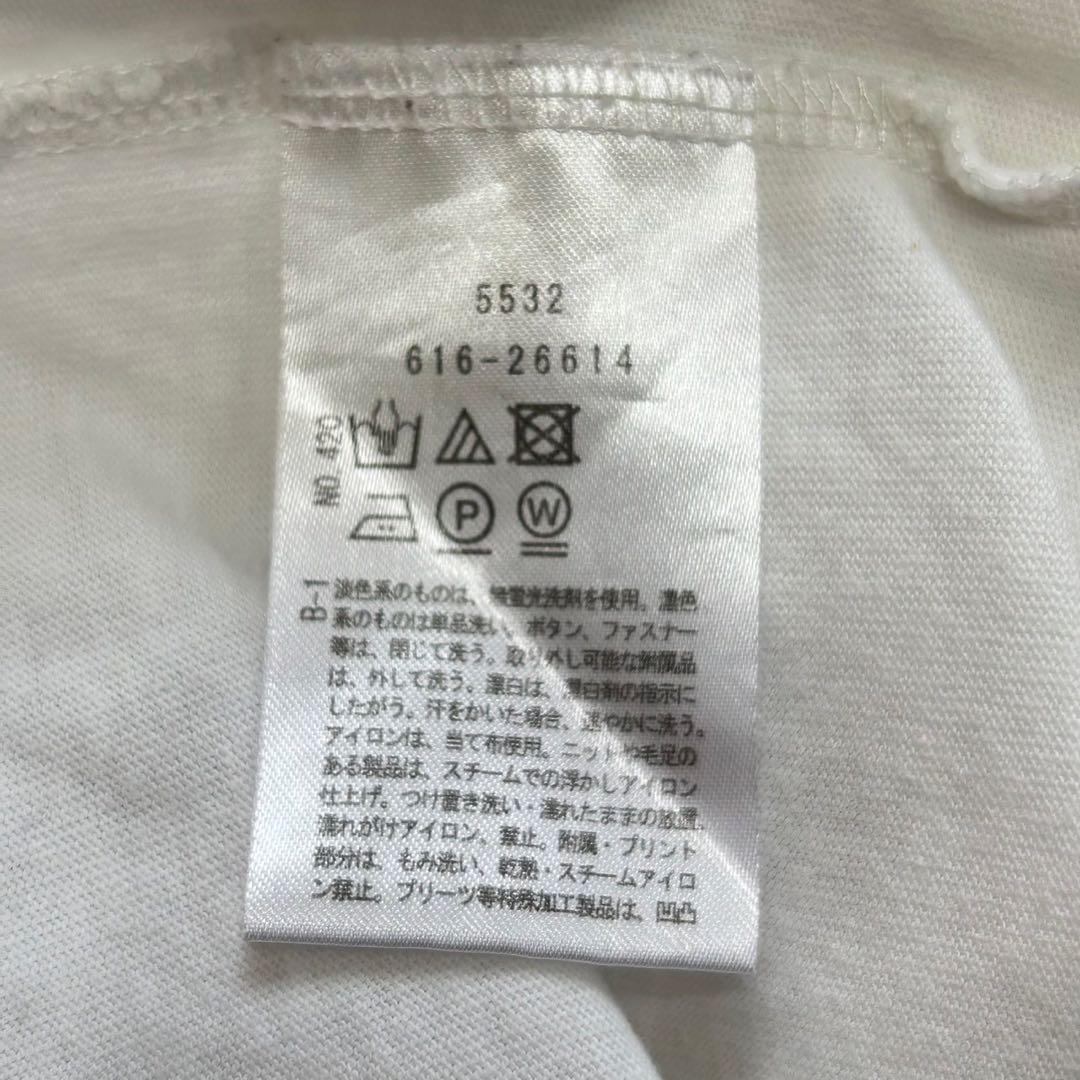 5532
616-26614
NO. 420
P
W
B-1
淡色系のものは、無蛍光洗剤を使用。濃色
系のものは単品洗い。ボタン、ファスナー
等は、閉じて洗う。取り外し可能な附属品
は、外して洗う。漂白は、漂白剤の指示に
したがう。汗をかいた場合、速やかに洗う。
アイロンは、当て布使用。ニットや毛足の
ある製品は、スチームでの浮かしアイロン
仕上げ。つけ置き洗い・濡れたままの放置、
濡れがけアイロン、禁止。附属・プリント
部分は、もみ洗い、乾熱・スチームアイロ
ン禁止。プリーツ等特殊加工製品は、凹凸